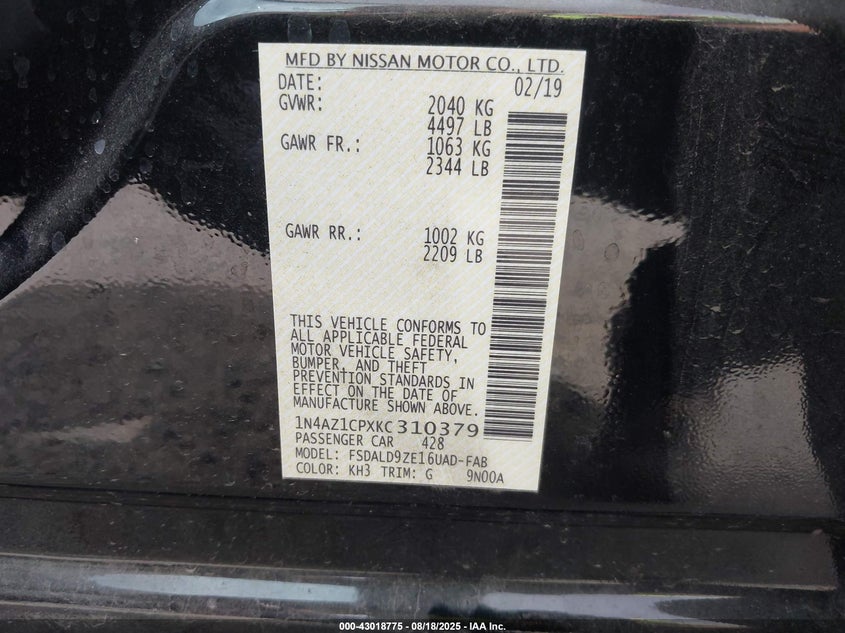 MFD BY NISSAN MOTOR CO., LTD.
DATE: 02/19
GVWR: 2040 KG
4497 LB
GAWR FR.: 1063 KG
2344 LB
GAWR RR.: 1002 KG
2209 LB
THIS VEHICLE CONFORMS TO
ALL APPLICABLE FEDERAL
MOTOR VEHICLE SAFETY,
BUMPER, AND THEFT
PREVENTION STANDARDS IN
EFFECT ON THE DATE OF
MANUFACTURE SHOWN ABOVE.
1N4AZ1CPXKC310379
PASSENGER CAR 428
MODEL: FSDALD9ZE16UAD-FAB
COLOR: KH3 TRIM: G 9N00A
000-43018775 - 08/18/2025 - IAA Inc.